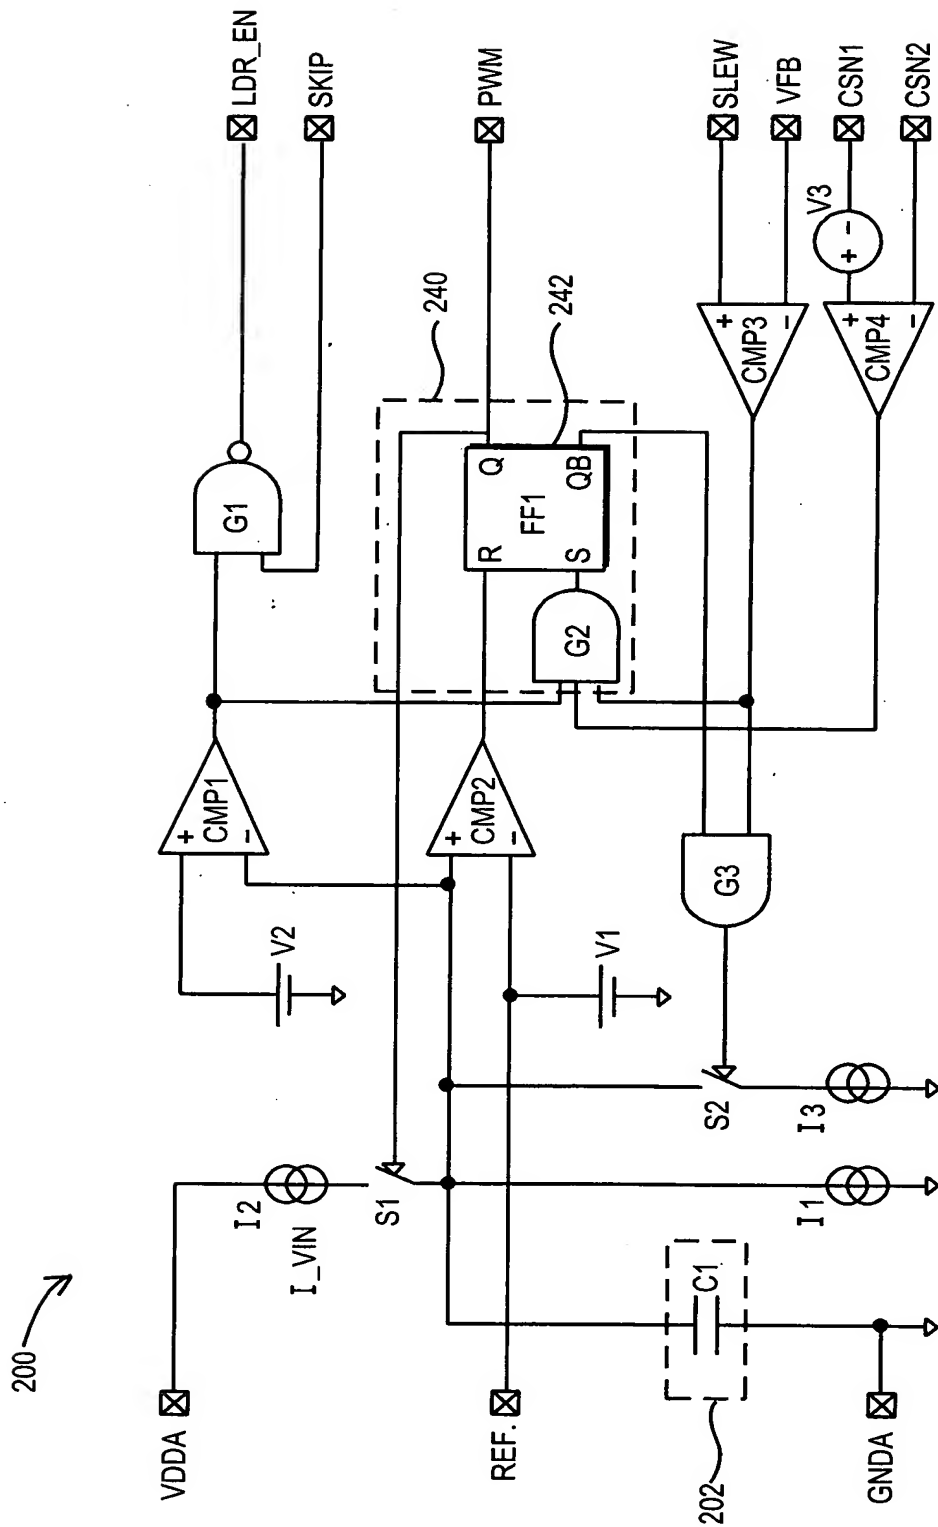 200
VDDA
REF.
GNDA
202
C1
I2
I_VIN
S1
I1
S2
I3
V2
V1
+
-
CMP1
+
-
CMP2
G3
G1
G2
R
S
Q
QB
FF1
240
242
+
-
CMP3
+
-
CMP4
+ -
V3
LDR_EN
SKIP
PWM
SLEW
VFB
CSN1
CSN2